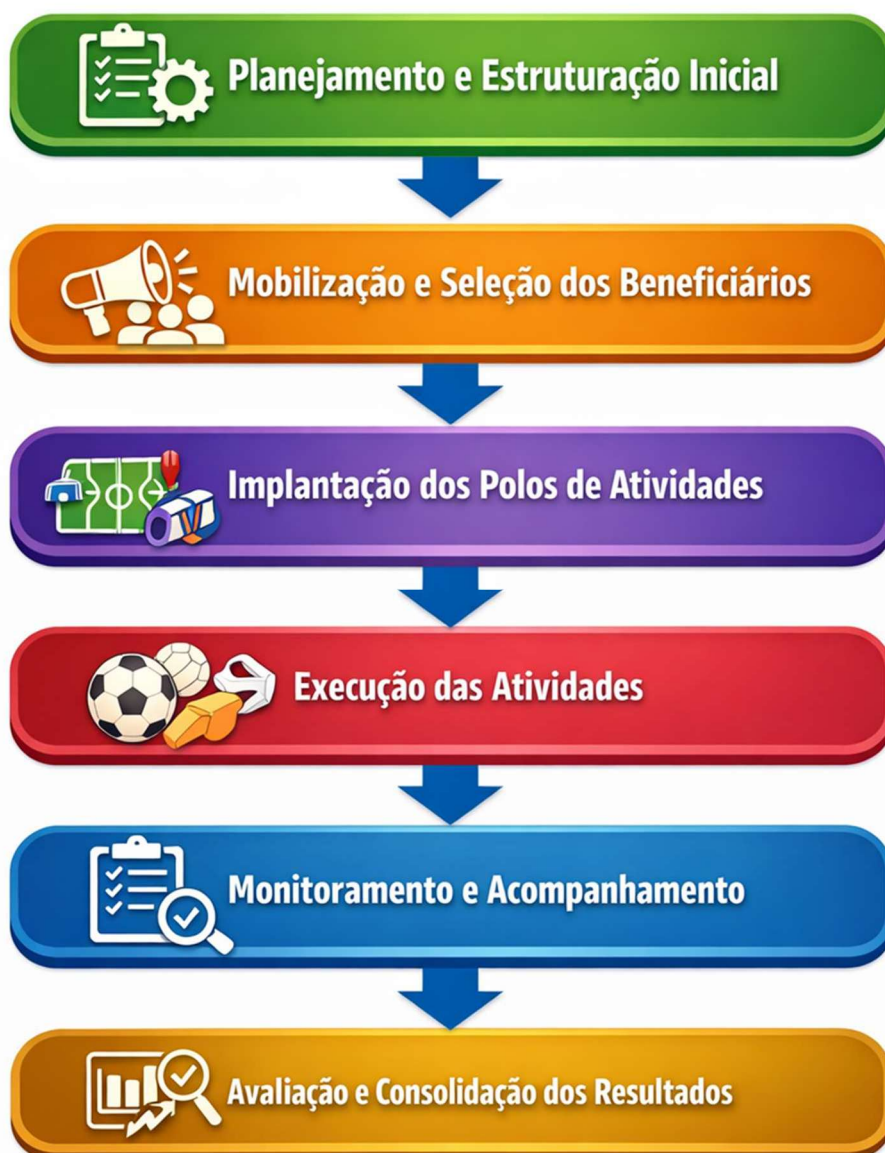 Planejamento e Estruturação Inicial
Mobilização e Seleção dos Beneficiários
Implantação dos Polos de Atividades
Execução das Atividades
Monitoramento e Acompanhamento
Avaliação e Consolidação dos Resultados